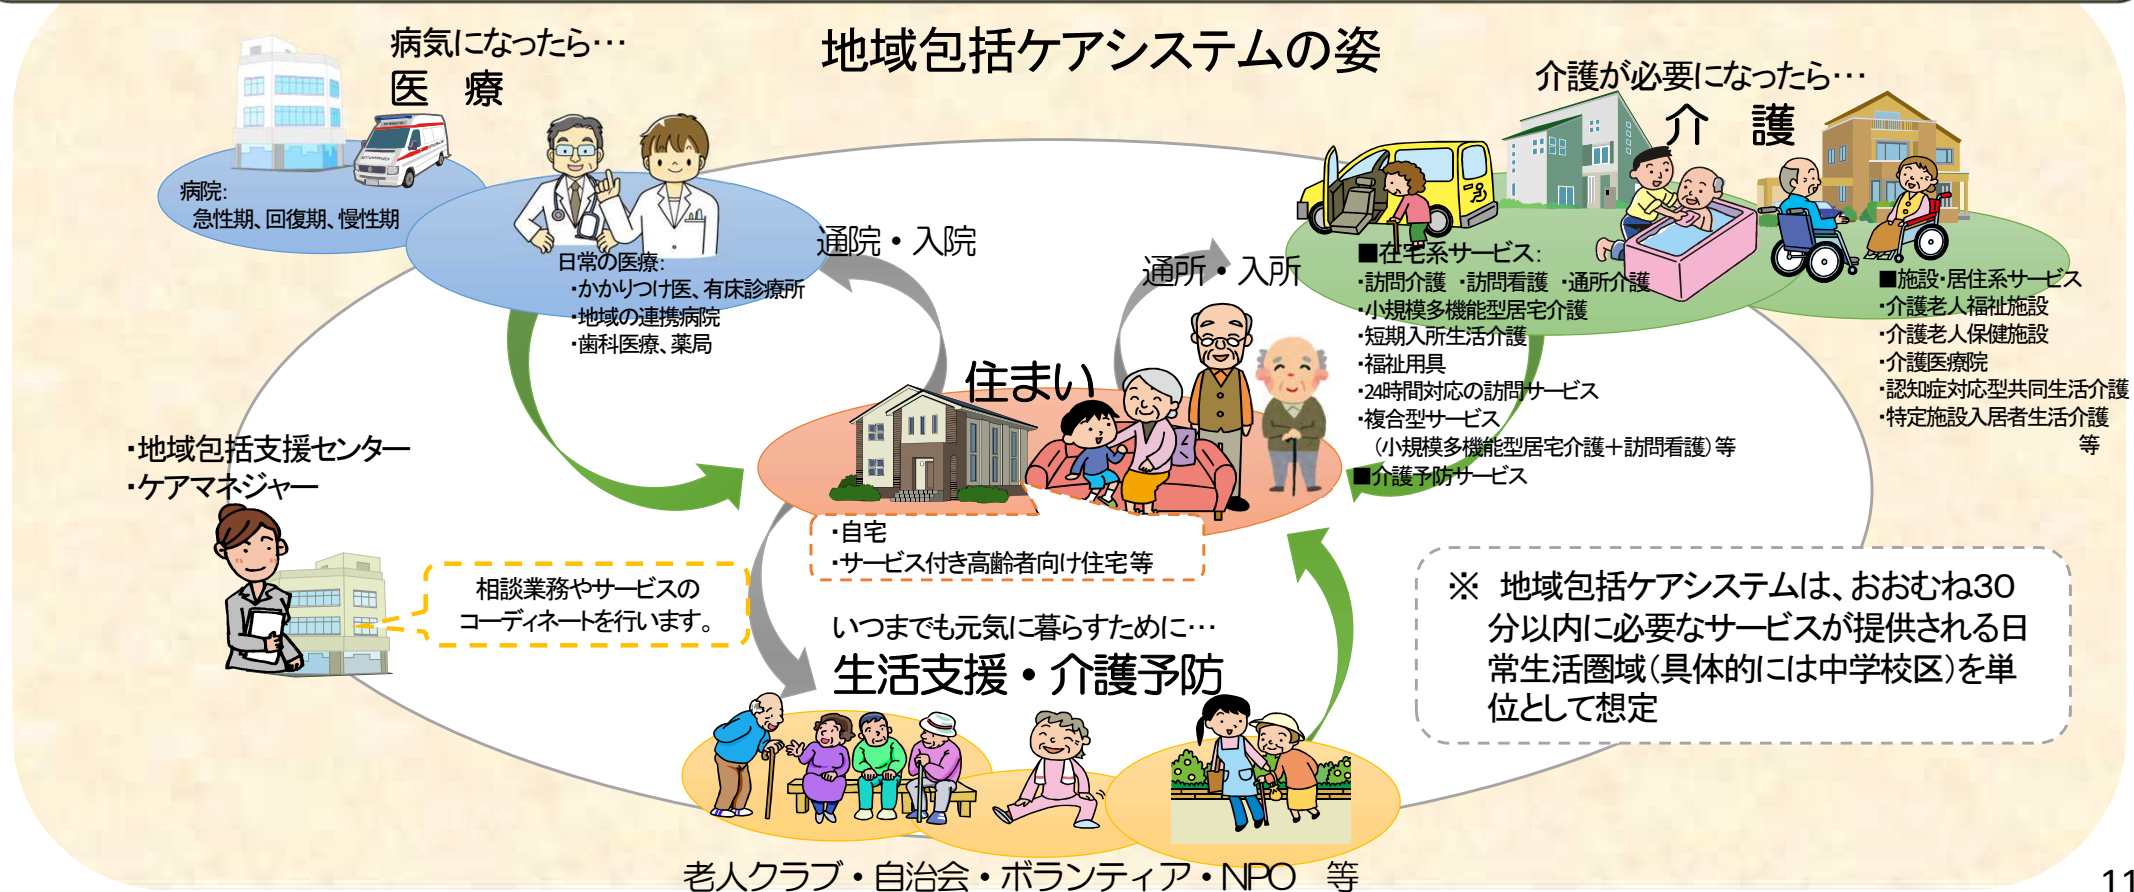 地域包括ケアシステムの姿
病気になったら…
医 療
病院:
急性期、回復期、慢性期
日常の医療:
・かかりつけ医、有床診療所
・地域の連携病院
・歯科医療、薬局
通院・入院
通所・入所
介護が必要になったら…
介 護
■在宅系サービス:
・訪問介護 ・訪問看護 ・通所介護
・小規模多機能型居宅介護
・短期入所生活介護
・福祉用具
・24時間対応の訪問サービス
・複合型サービス
（小規模多機能型居宅介護＋訪問看護）等
■介護予防サービス
■施設・居住系サービス
・介護老人福祉施設
・介護老人保健施設
・介護医療院
・認知症対応型共同生活介護
・特定施設入居者生活介護
等
住まい
・自宅
・サービス付き高齢者向け住宅等
・地域包括支援センター
・ケアマネジャー
相談業務やサービスの
コーディネートを行います。
いつまでも元気に暮らすために…
生活支援・介護予防
老人クラブ・自治会・ボランティア・NPO 等
※ 地域包括ケアシステムは、おおむね30
分以内に必要なサービスが提供される日
常生活圏域（具体的には中学校区）を単
位として想定
11